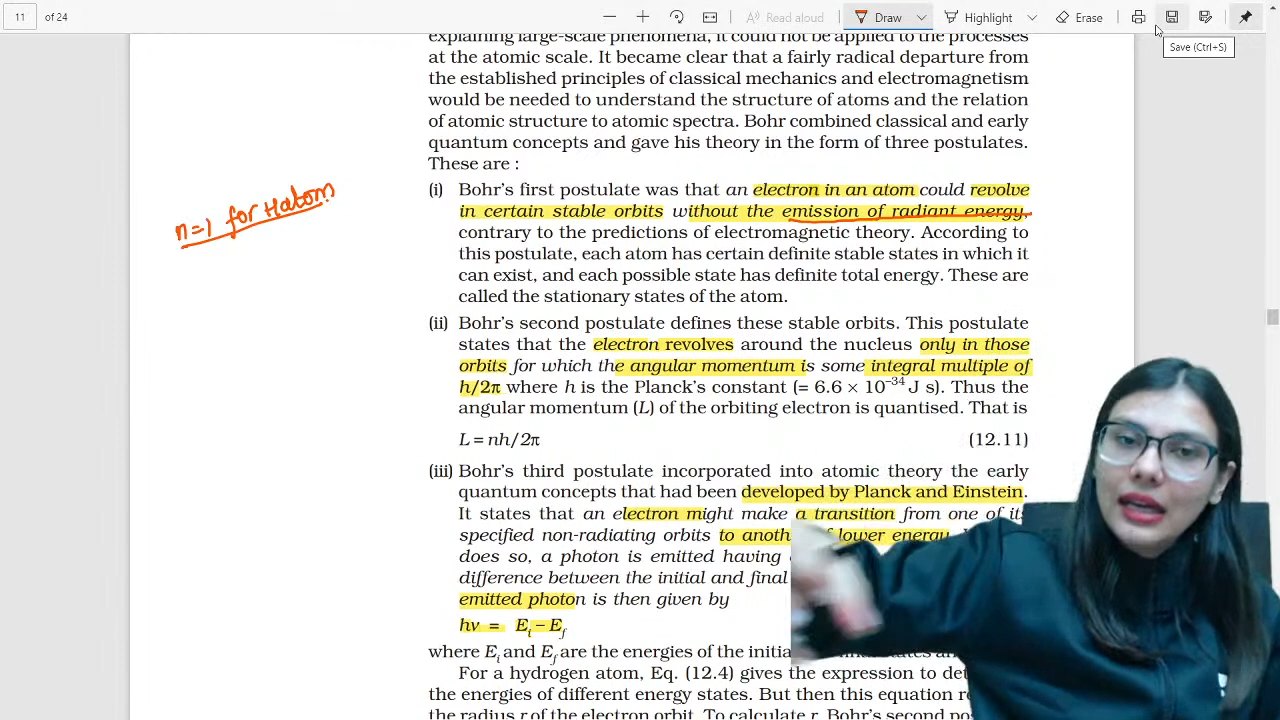 11 of 24
Read aloud
Draw
Highlight
Erase
Save (Ctrl+S)
explaining large-scale phenomena, it could not be applied to the processes
at the atomic scale. It became clear that a fairly radical departure from
the established principles of classical mechanics and electromagnetism
would be needed to understand the structure of atoms and the relation
of atomic structure to atomic spectra. Bohr combined classical and early
quantum concepts and gave his theory in the form of three postulates.
These are :
n=1 for H atom
(i) Bohr's first postulate was that an electron in an atom could revolve
in certain stable orbits without the emission of radiant energy,
contrary to the predictions of electromagnetic theory. According to
this postulate, each atom has certain definite stable states in which it
can exist, and each possible state has definite total energy. These are
called the stationary states of the atom.
(ii) Bohr's second postulate defines these stable orbits. This postulate
states that the electron revolves around the nucleus only in those
orbits for which the angular momentum is some integral multiple of
h/2π where h is the Planck's constant (= 6.6 × 10⁻³⁴ J s). Thus the
angular momentum (L) of the orbiting electron is quantised. That is
L = nh/2π (12.11)
(iii) Bohr's third postulate incorporated into atomic theory the early
quantum concepts that had been developed by Planck and Einstein.
It states that an electron might make a transition from one of its
specified non-radiating orbits to of lower energy.
does so, a photon is emitted having
difference between the initial and final
emitted photon is then given by
hν = Eᵢ – E_f
where Eᵢ and E_f are the energies of the
For a hydrogen atom, Eq. (12.4) gives the expression to
the energies of different energy states. But then this equation
the radius r of the electron orbit. To calculate r, Bohr's second